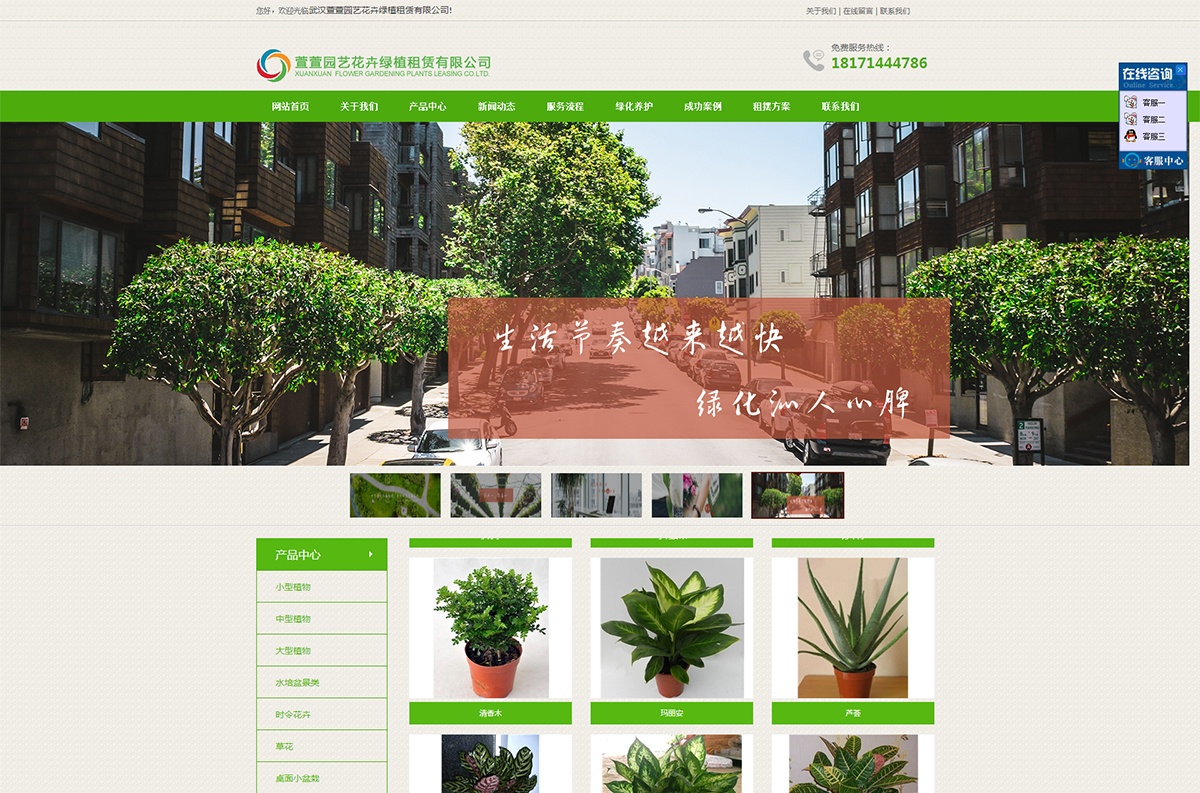 您好，欢迎光临武汉萱萱园艺花卉绿植租赁有限公司!
关于我们 | 在线留言 | 联系我们
萱萱园艺花卉绿植租赁有限公司
XUANXUAN FLOWER GARDENING PLANTS LEASING CO.LTD.
免费服务热线：
18171444786
在线咨询
Online Service
客服一
客服二
客服三
客服中心
网站首页 关于我们 产品中心 新闻动态 服务流程 绿化养护 成功案例 租摆方案 联系我们
生活节奏越来越快
绿化沁人心脾
2 HOUR
产品中心
小型植物
中型植物
大型植物
水培盆景类
时令花卉
草花
桌面小盆栽
清香木
玛丽安
芦荟